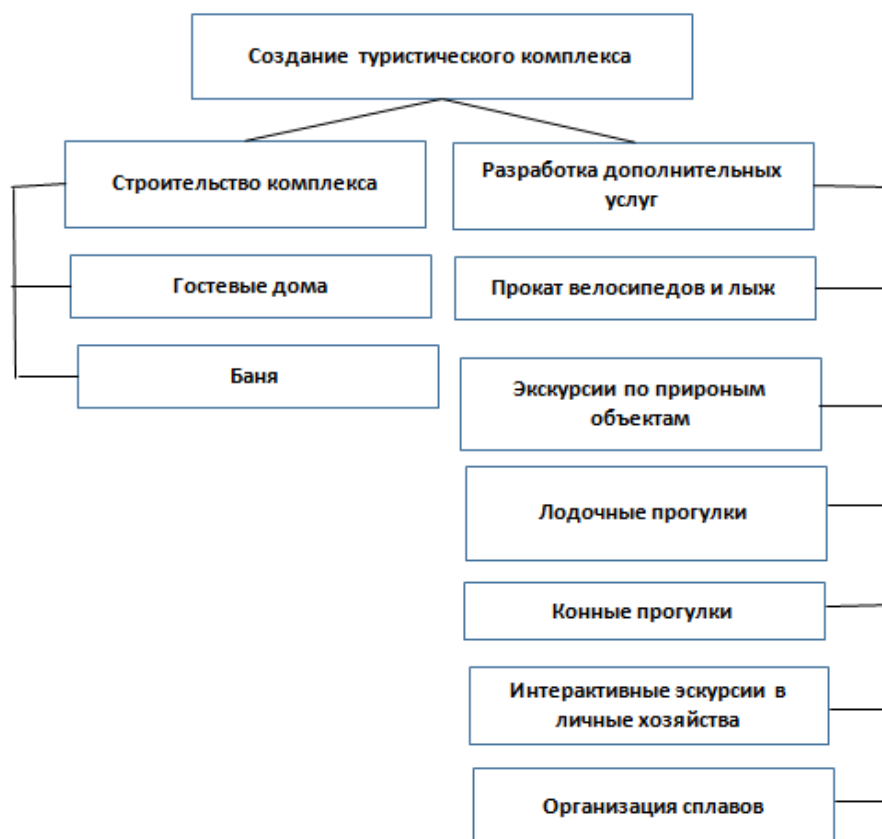 Создание туристического комплекса
Строительство комплекса
Разработка дополнительных
услуг
Гостевые дома
Прокат велосипедов и лыж
Баня
Экскурсии по прироным
объектам
Лодочные прогулки
Конные прогулки
Интерактивные эскурсии в
личные хозяйства
Организация сплавов